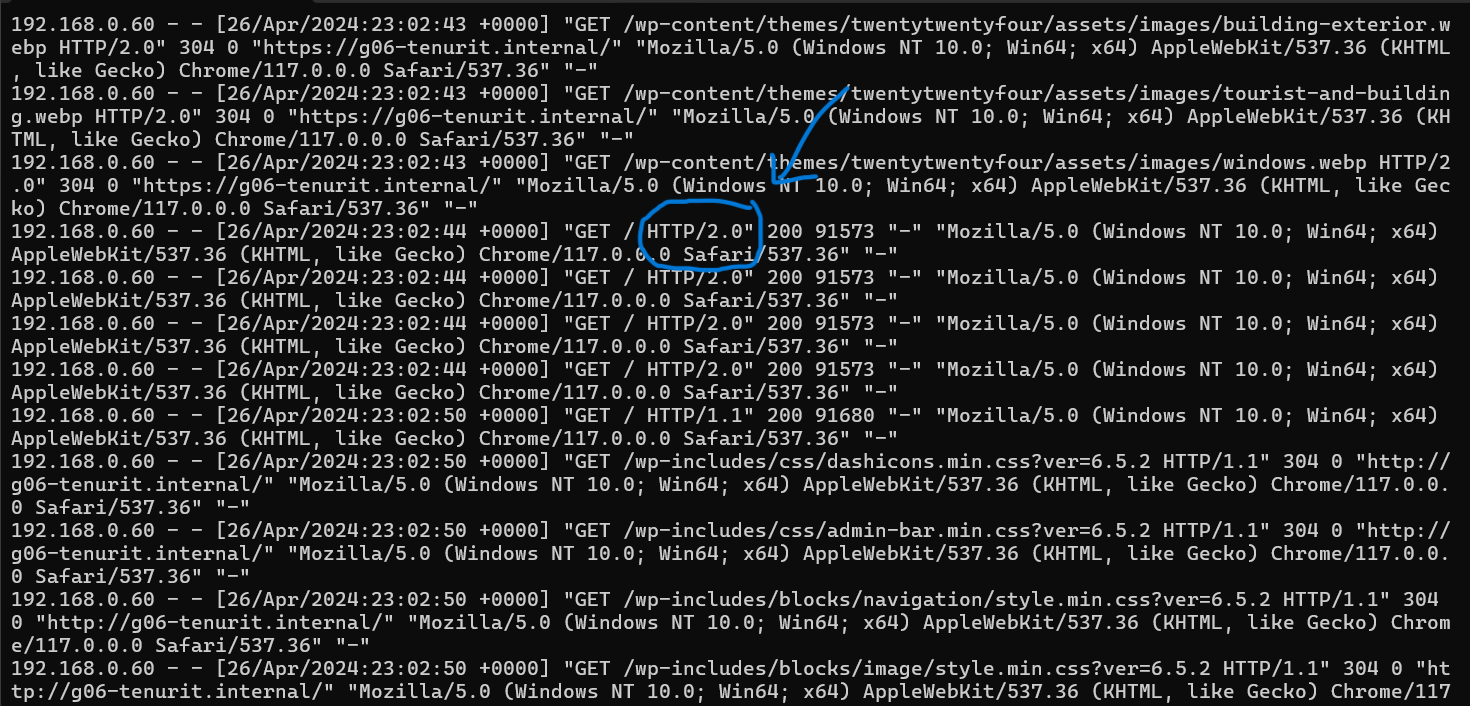 192.168.0.60 - - [26/Apr/2024:23:02:43 +0000] "GET /wp-content/themes/twentytwentyfour/assets/images/building-exterior.w
ebp HTTP/2.0" 304 0 "https://g06-tenurit.internal/" "Mozilla/5.0 (Windows NT 10.0; Win64; x64) AppleWebKit/537.36 (KHTML
, like Gecko) Chrome/117.0.0.0 Safari/537.36" "-"
192.168.0.60 - - [26/Apr/2024:23:02:43 +0000] "GET /wp-content/themes/twentytwentyfour/assets/images/tourist-and-buildin
g.webp HTTP/2.0" 304 0 "https://g06-tenurit.internal/" "Mozilla/5.0 (Windows NT 10.0; Win64; x64) AppleWebKit/537.36 (KH
TML, like Gecko) Chrome/117.0.0.0 Safari/537.36" "-"
192.168.0.60 - - [26/Apr/2024:23:02:43 +0000] "GET /wp-content/themes/twentytwentyfour/assets/images/windows.webp HTTP/2
.0" 304 0 "https://g06-tenurit.internal/" "Mozilla/5.0 (Windows NT 10.0; Win64; x64) AppleWebKit/537.36 (KHTML, like Gec
ko) Chrome/117.0.0.0 Safari/537.36" "-"
192.168.0.60 - - [26/Apr/2024:23:02:44 +0000] "GET / HTTP/2.0" 200 91573 "-" "Mozilla/5.0 (Windows NT 10.0; Win64; x64)
AppleWebKit/537.36 (KHTML, like Gecko) Chrome/117.0.0.0 Safari/537.36" "-"
192.168.0.60 - - [26/Apr/2024:23:02:44 +0000] "GET / HTTP/2.0" 200 91573 "-" "Mozilla/5.0 (Windows NT 10.0; Win64; x64)
AppleWebKit/537.36 (KHTML, like Gecko) Chrome/117.0.0.0 Safari/537.36" "-"
192.168.0.60 - - [26/Apr/2024:23:02:44 +0000] "GET / HTTP/2.0" 200 91573 "-" "Mozilla/5.0 (Windows NT 10.0; Win64; x64)
AppleWebKit/537.36 (KHTML, like Gecko) Chrome/117.0.0.0 Safari/537.36" "-"
192.168.0.60 - - [26/Apr/2024:23:02:44 +0000] "GET / HTTP/2.0" 200 91573 "-" "Mozilla/5.0 (Windows NT 10.0; Win64; x64)
AppleWebKit/537.36 (KHTML, like Gecko) Chrome/117.0.0.0 Safari/537.36" "-"
192.168.0.60 - - [26/Apr/2024:23:02:50 +0000] "GET / HTTP/1.1" 200 91680 "-" "Mozilla/5.0 (Windows NT 10.0; Win64; x64)
AppleWebKit/537.36 (KHTML, like Gecko) Chrome/117.0.0.0 Safari/537.36" "-"
192.168.0.60 - - [26/Apr/2024:23:02:50 +0000] "GET /wp-includes/css/dashicons.min.css?ver=6.5.2 HTTP/1.1" 304 0 "http://
g06-tenurit.internal/" "Mozilla/5.0 (Windows NT 10.0; Win64; x64) AppleWebKit/537.36 (KHTML, like Gecko) Chrome/117.0.0.
0 Safari/537.36" "-"
192.168.0.60 - - [26/Apr/2024:23:02:50 +0000] "GET /wp-includes/css/admin-bar.min.css?ver=6.5.2 HTTP/1.1" 304 0 "http://
g06-tenurit.internal/" "Mozilla/5.0 (Windows NT 10.0; Win64; x64) AppleWebKit/537.36 (KHTML, like Gecko) Chrome/117.0.0.
0 Safari/537.36" "-"
192.168.0.60 - - [26/Apr/2024:23:02:50 +0000] "GET /wp-includes/blocks/navigation/style.min.css?ver=6.5.2 HTTP/1.1" 304
0 "http://g06-tenurit.internal/" "Mozilla/5.0 (Windows NT 10.0; Win64; x64) AppleWebKit/537.36 (KHTML, like Gecko) Chrom
e/117.0.0.0 Safari/537.36" "-"
192.168.0.60 - - [26/Apr/2024:23:02:50 +0000] "GET /wp-includes/blocks/image/style.min.css?ver=6.5.2 HTTP/1.1" 304 0 "ht
tp://g06-tenurit.internal/" "Mozilla/5.0 (Windows NT 10.0; Win64; x64) AppleWebKit/537.36 (KHTML, like Gecko) Chrome/117